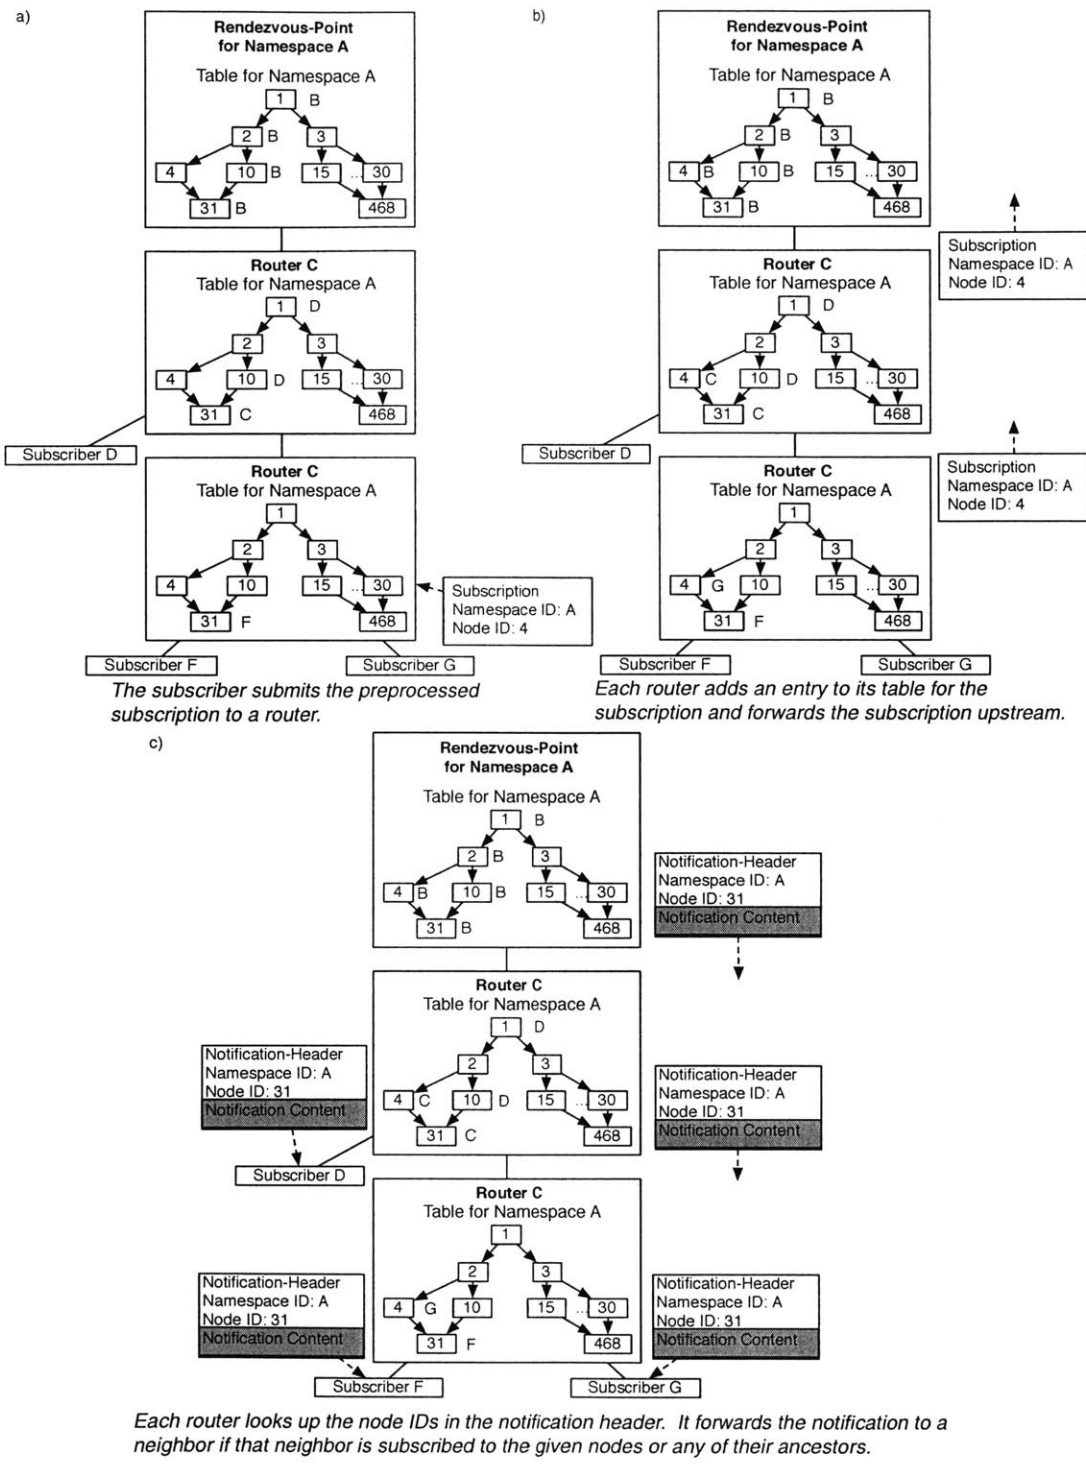 a)
Rendezvous-Point
for Namespace A
Table for Namespace A
1 B
2 B 3
4 10 B 15 ... 30
31 B 468
Router C
Table for Namespace A
1 D
2 3
4 10 D 15 ... 30
31 C 468
Subscriber D
Router C
Table for Namespace A
1
2 3
4 10 15 ... 30
31 F 468
Subscription
Namespace ID: A
Node ID: 4
Subscriber F
Subscriber G
The subscriber submits the preprocessed
subscription to a router.
b)
Rendezvous-Point
for Namespace A
Table for Namespace A
1 B
2 B 3
4 B 10 B 15 ... 30
31 B 468
Subscription
Namespace ID: A
Node ID: 4
Router C
Table for Namespace A
1 D
2 3
4 C 10 D 15 ... 30
31 C 468
Subscriber D
Subscription
Namespace ID: A
Node ID: 4
Router C
Table for Namespace A
1
2 3
4 G 10 15 ... 30
31 F 468
Subscriber F
Subscriber G
Each router adds an entry to its table for the
subscription and forwards the subscription upstream.
c)
Rendezvous-Point
for Namespace A
Table for Namespace A
1 B
2 B 3
4 B 10 B 15 ... 30
31 B 468
Notification-Header
Namespace ID: A
Node ID: 31
Notification Content
Router C
Table for Namespace A
1 D
2 3
4 C 10 D 15 ... 30
31 C 468
Notification-Header
Namespace ID: A
Node ID: 31
Notification Content
Subscriber D
Notification-Header
Namespace ID: A
Node ID: 31
Notification Content
Router C
Table for Namespace A
1
2 3
4 G 10 15 ... 30
31 F 468
Notification-Header
Namespace ID: A
Node ID: 31
Notification Content
Subscriber F
Notification-Header
Namespace ID: A
Node ID: 31
Notification Content
Subscriber G
Each router looks up the node IDs in the notification header. It forwards the notification to a
neighbor if that neighbor is subscribed to the given nodes or any of their ancestors.